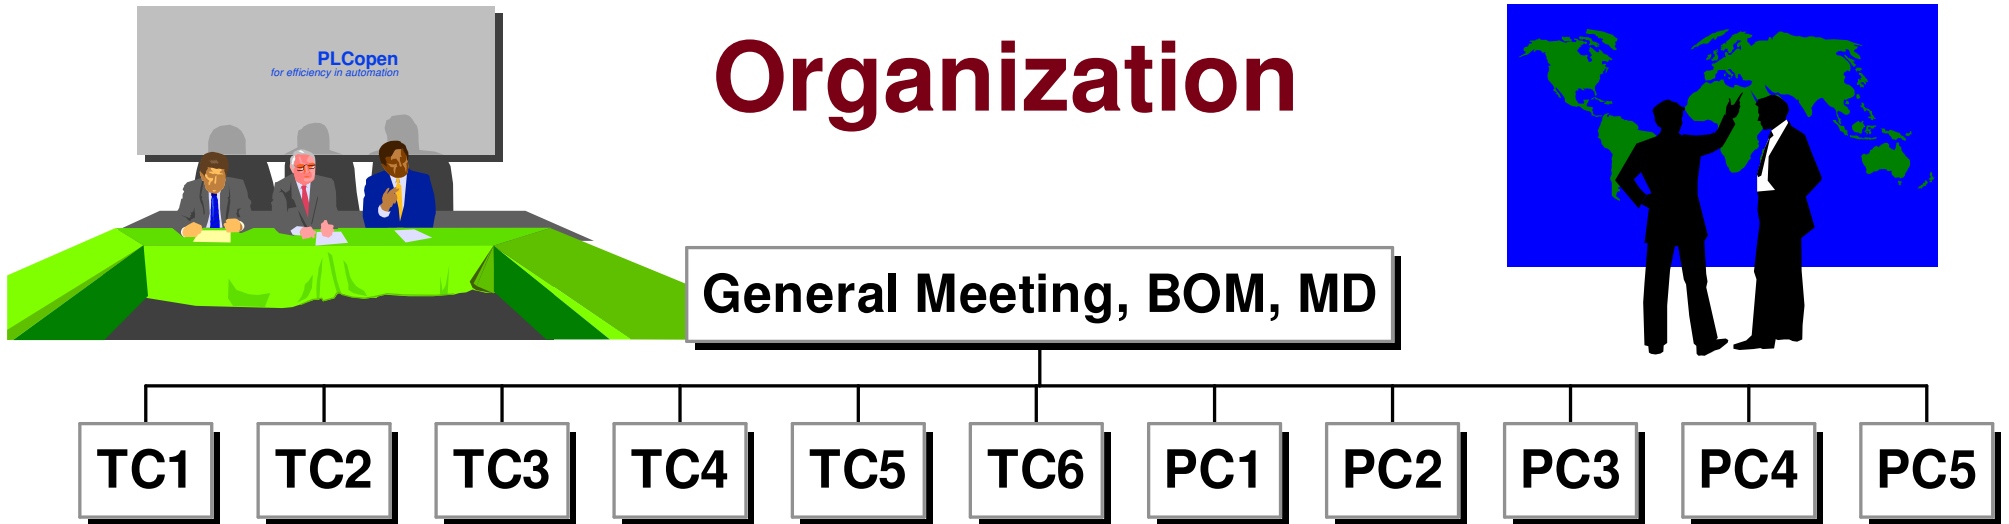 PLCopen
for efficiency in automation
Organization
General Meeting, BOM, MD
TC1 TC2 TC3 TC4 TC5 TC6 PC1 PC2 PC3 PC4 PC5